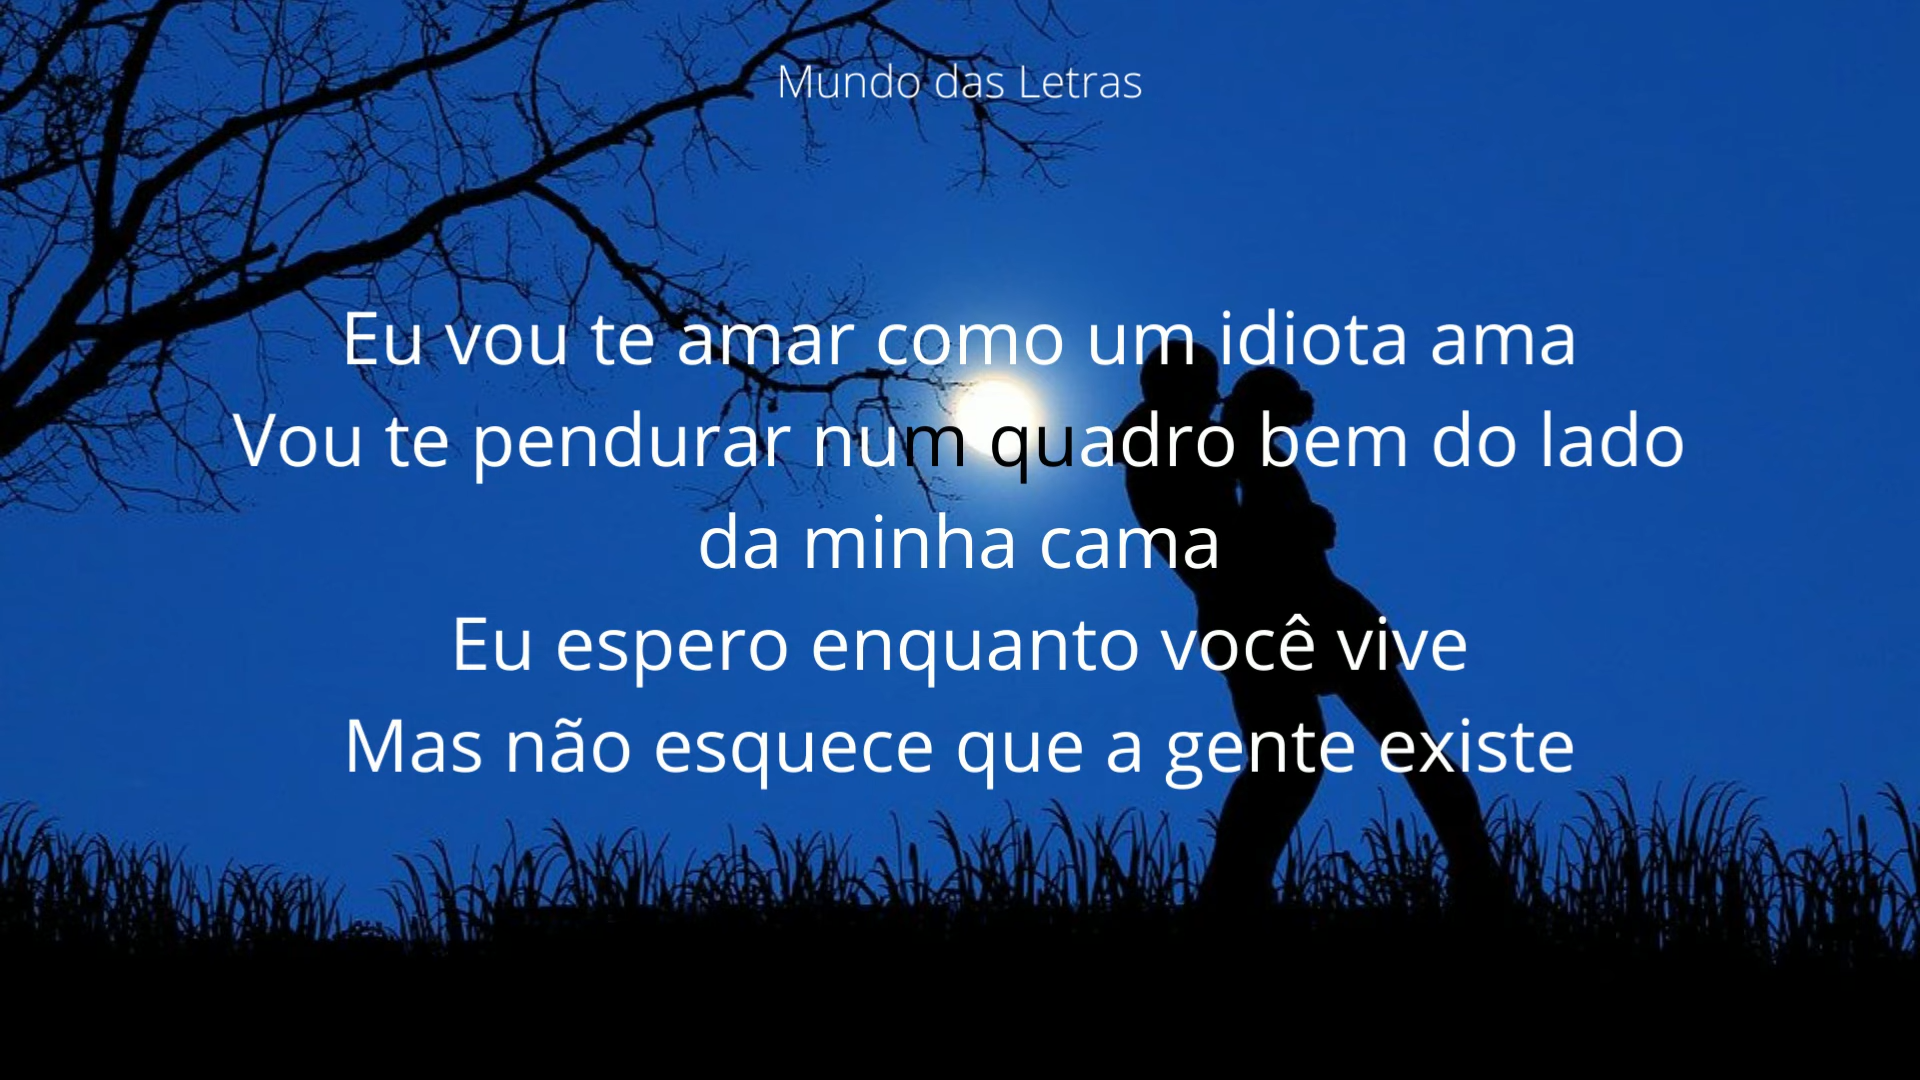 Mundo das Letras
Eu vou te amar como um idiota ama
Vou te pendurar num quadro bem do lado
da minha cama
Eu espero enquanto você vive
Mas não esquece que a gente existe